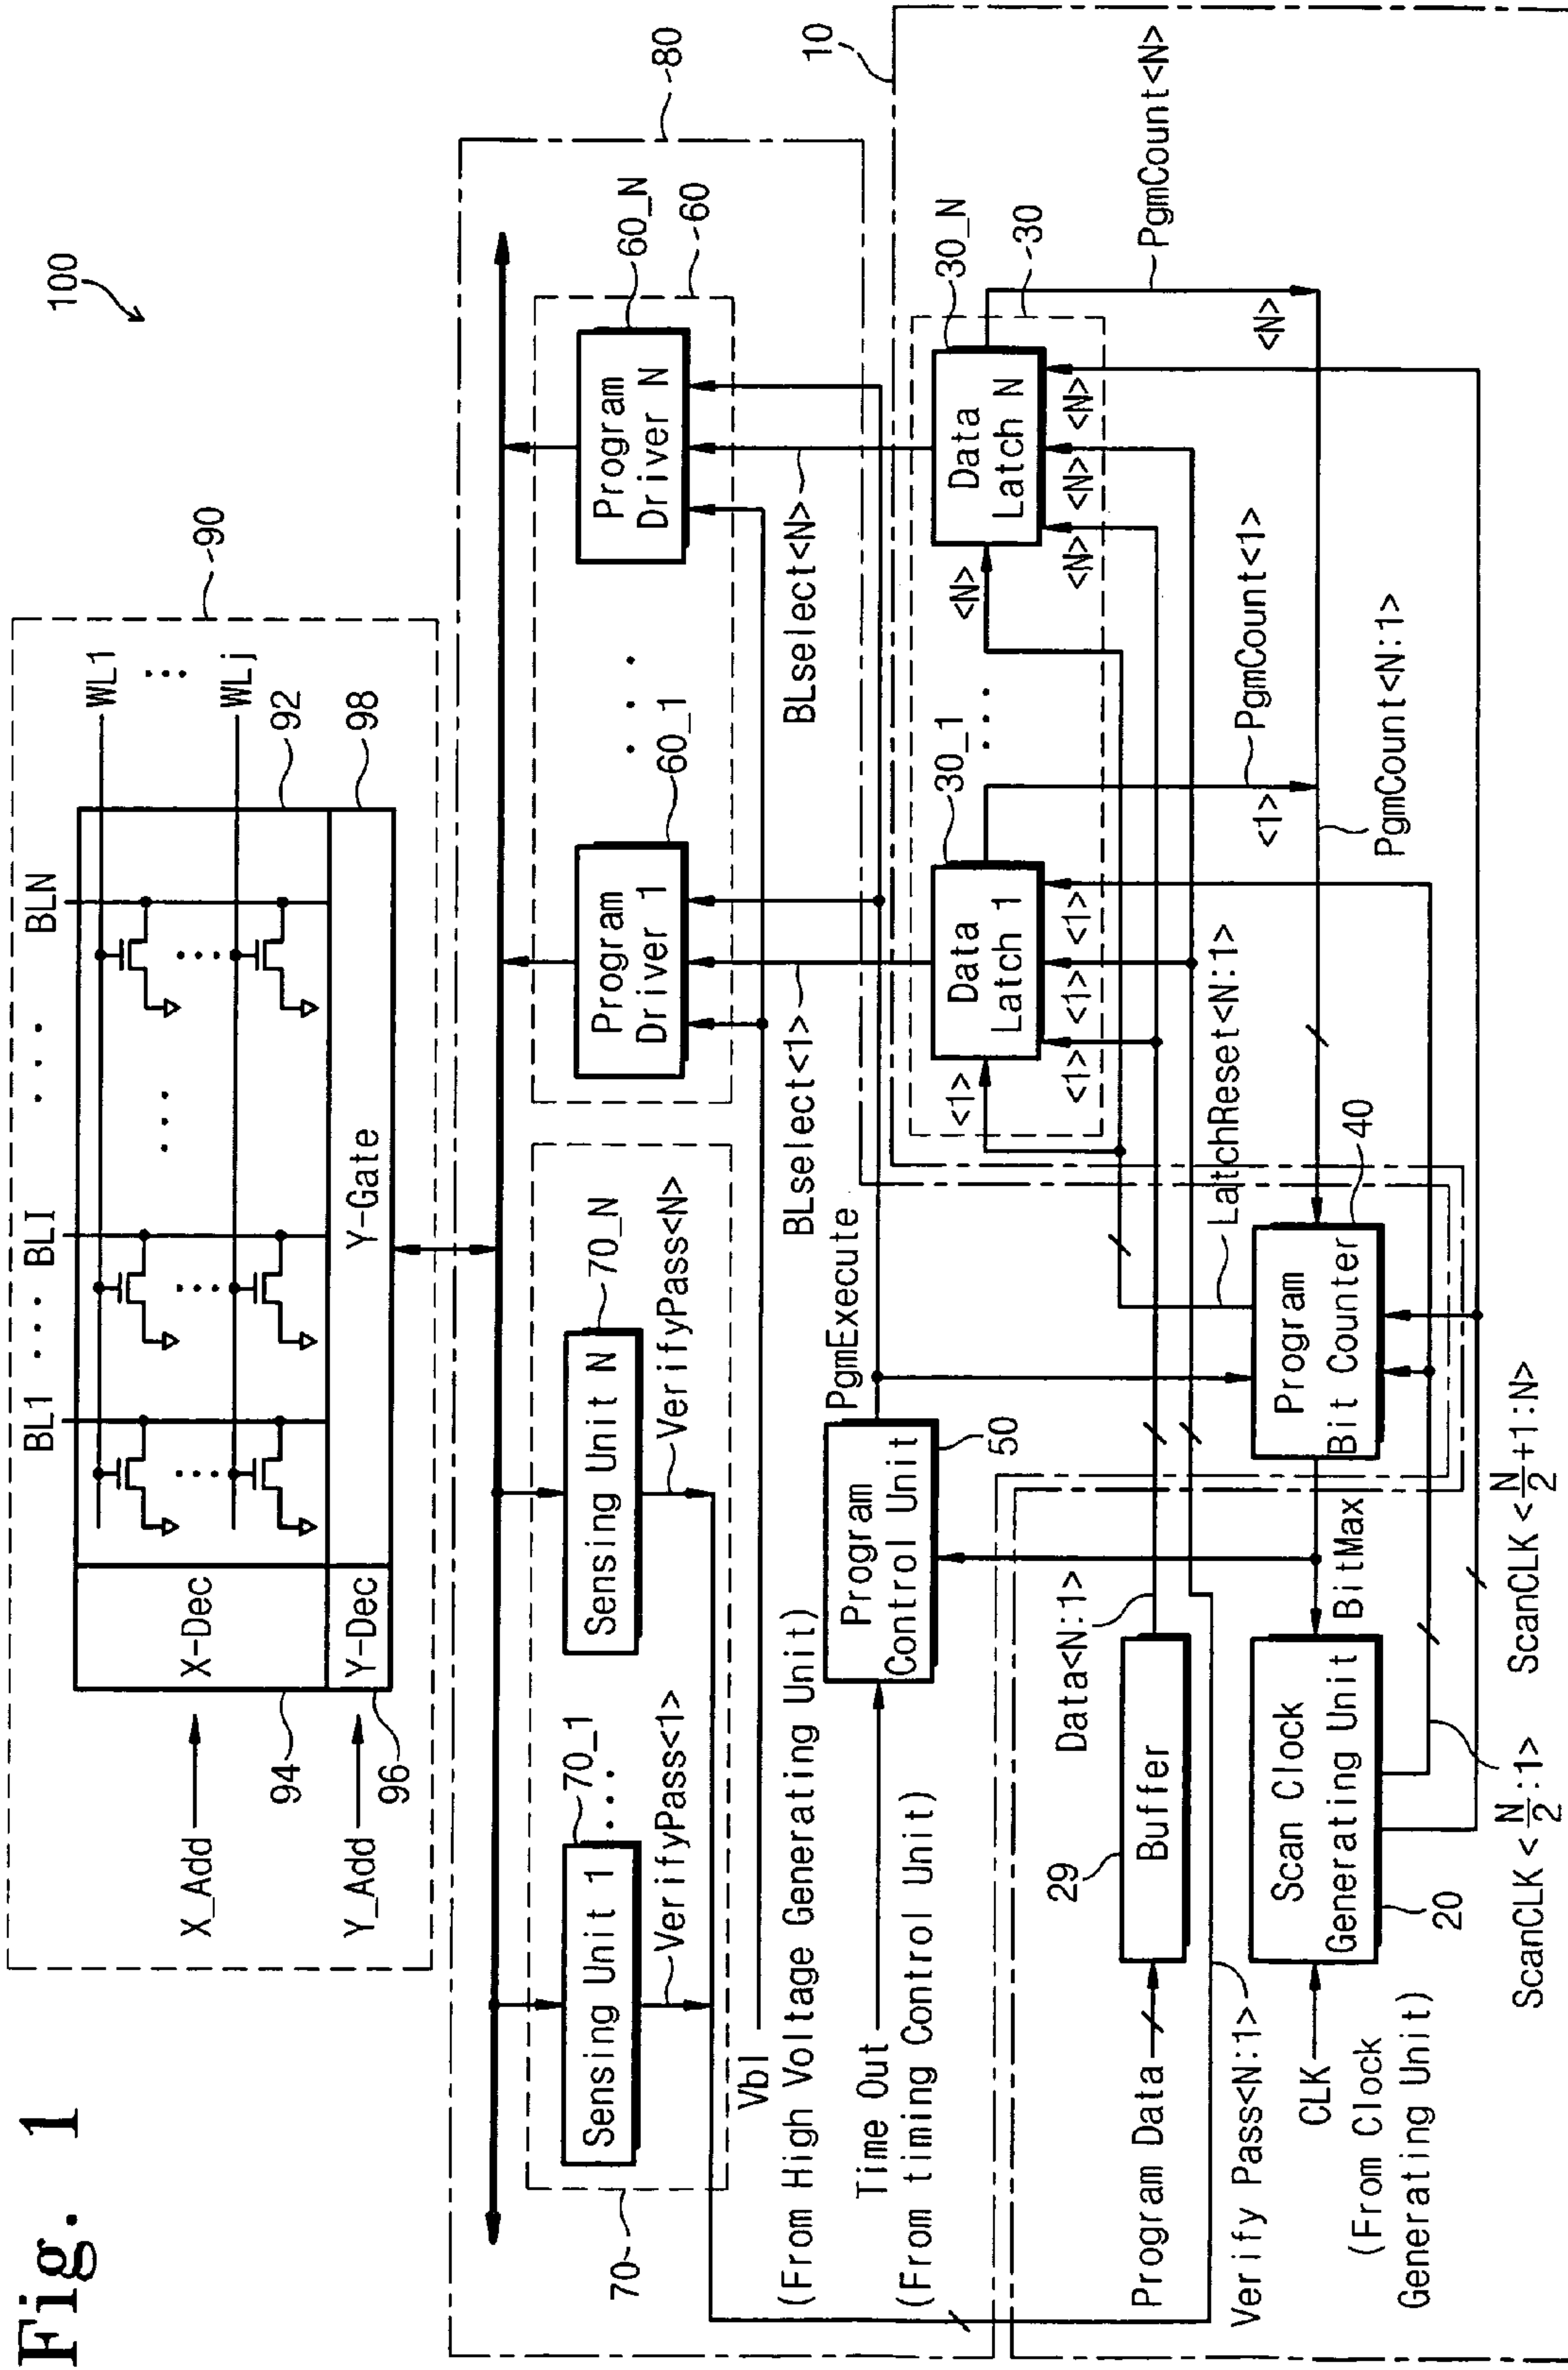 Fig. 1
100
BL1
BLI
BLN
90
WL1
WLj
92
98
X_Add
X-Dec
94
Y_Add
Y-Dec
Y-Gate
96
80
70
Sensing Unit 1
70_1
Sensing Unit N
70_N
VerifyPass<1>
VerifyPass<N>
Program
Driver 1
60_1
Program
Driver N
60_N
60
Vbl
(From High Voltage Generating Unit)
BLselect<1>
BLselect<N>
Time Out
(From timing Control Unit)
Program
Control Unit
50
PgmExecute
10
Data
Latch 1
30_1
Data
Latch N
30_N
30
<1>
<1>
<1>
<1>
<N>
<N>
<N>
<N>
Program Data
29
Buffer
Data<N:1>
LatchReset<N:1>
<1>
PgmCount<1>
<N>
PgmCount<N>
PgmCount<N:1>
Verify Pass<N:1>
CLK
(From Clock
Generating Unit)
Scan Clock
Generating Unit
20
BitMax
Program
Bit Counter
40
ScanCLK <N/2:1>
ScanCLK <N/2+1:N>